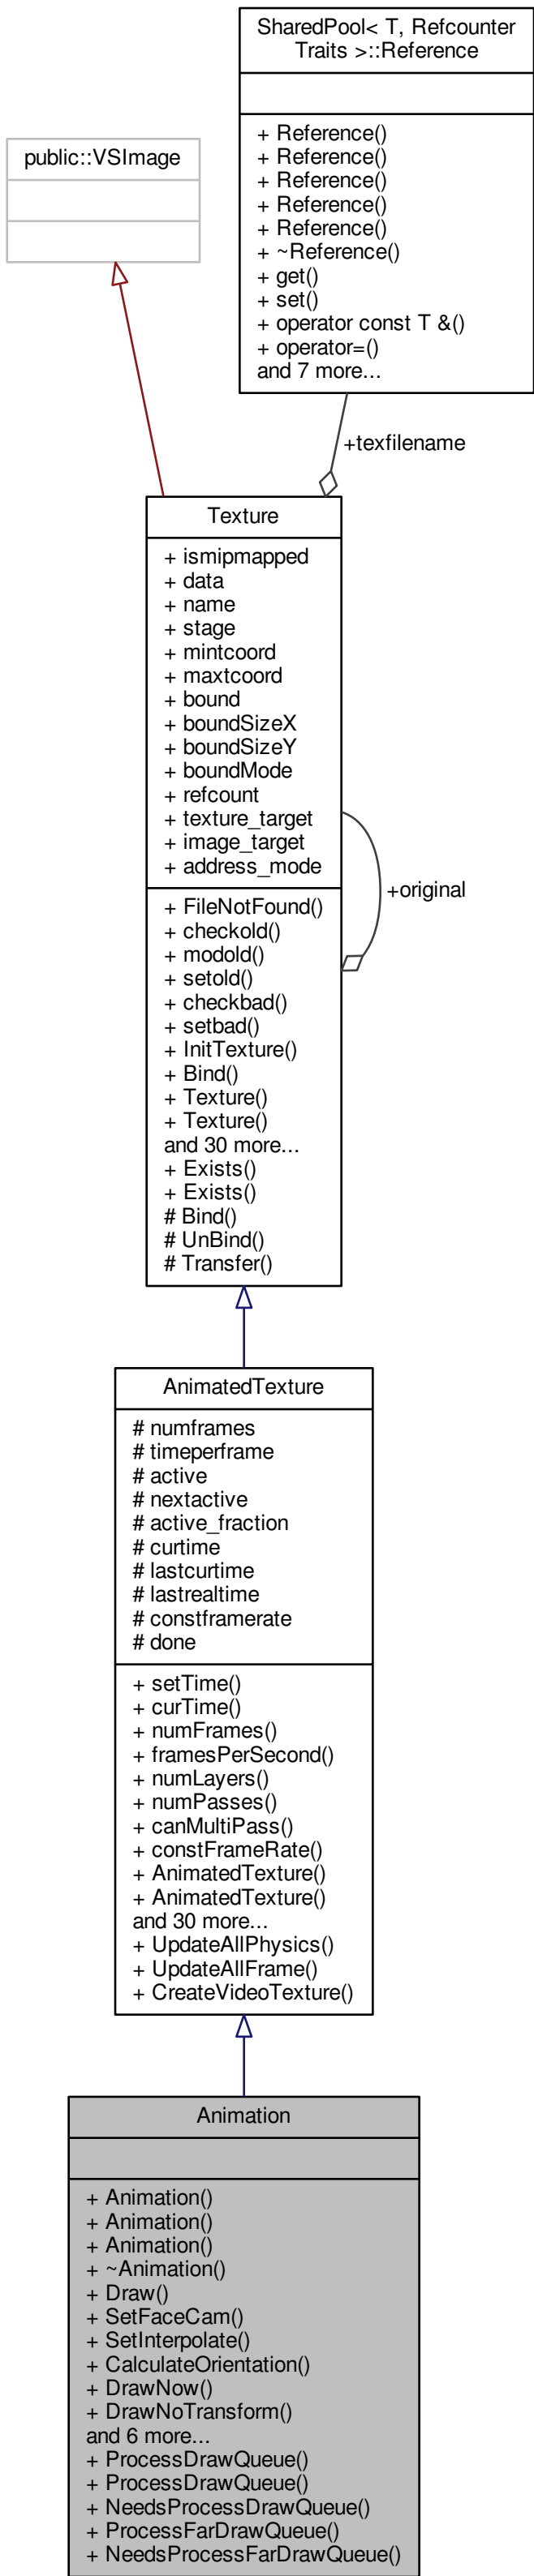 SharedPool< T, Refcounter
Traits >::Reference
+ Reference()
+ Reference()
+ Reference()
+ Reference()
+ Reference()
+ ~Reference()
+ get()
+ set()
+ operator const T &()
+ operator=()
and 7 more...
public::VSImage
+texfilename
Texture
+ ismipmapped
+ data
+ name
+ stage
+ mintcoord
+ maxtcoord
+ bound
+ boundSizeX
+ boundSizeY
+ boundMode
+ refcount
+ texture_target
+ image_target
+ address_mode
+ FileNotFound()
+ checkold()
+ modold()
+ setold()
+ checkbad()
+ setbad()
+ InitTexture()
+ Bind()
+ Texture()
+ Texture()
and 30 more...
+ Exists()
+ Exists()
# Bind()
# UnBind()
# Transfer()
+original
AnimatedTexture
# numframes
# timeperframe
# active
# nextactive
# active_fraction
# curtime
# lastcurtime
# lastrealtime
# constframerate
# done
+ setTime()
+ curTime()
+ numFrames()
+ framesPerSecond()
+ numLayers()
+ numPasses()
+ canMultiPass()
+ constFrameRate()
+ AnimatedTexture()
+ AnimatedTexture()
and 30 more...
+ UpdateAllPhysics()
+ UpdateAllFrame()
+ CreateVideoTexture()
Animation
+ Animation()
+ Animation()
+ Animation()
+ ~Animation()
+ Draw()
+ SetFaceCam()
+ SetInterpolate()
+ CalculateOrientation()
+ DrawNow()
+ DrawNoTransform()
and 6 more...
+ ProcessDrawQueue()
+ ProcessDrawQueue()
+ NeedsProcessDrawQueue()
+ ProcessFarDrawQueue()
+ NeedsProcessFarDrawQueue()